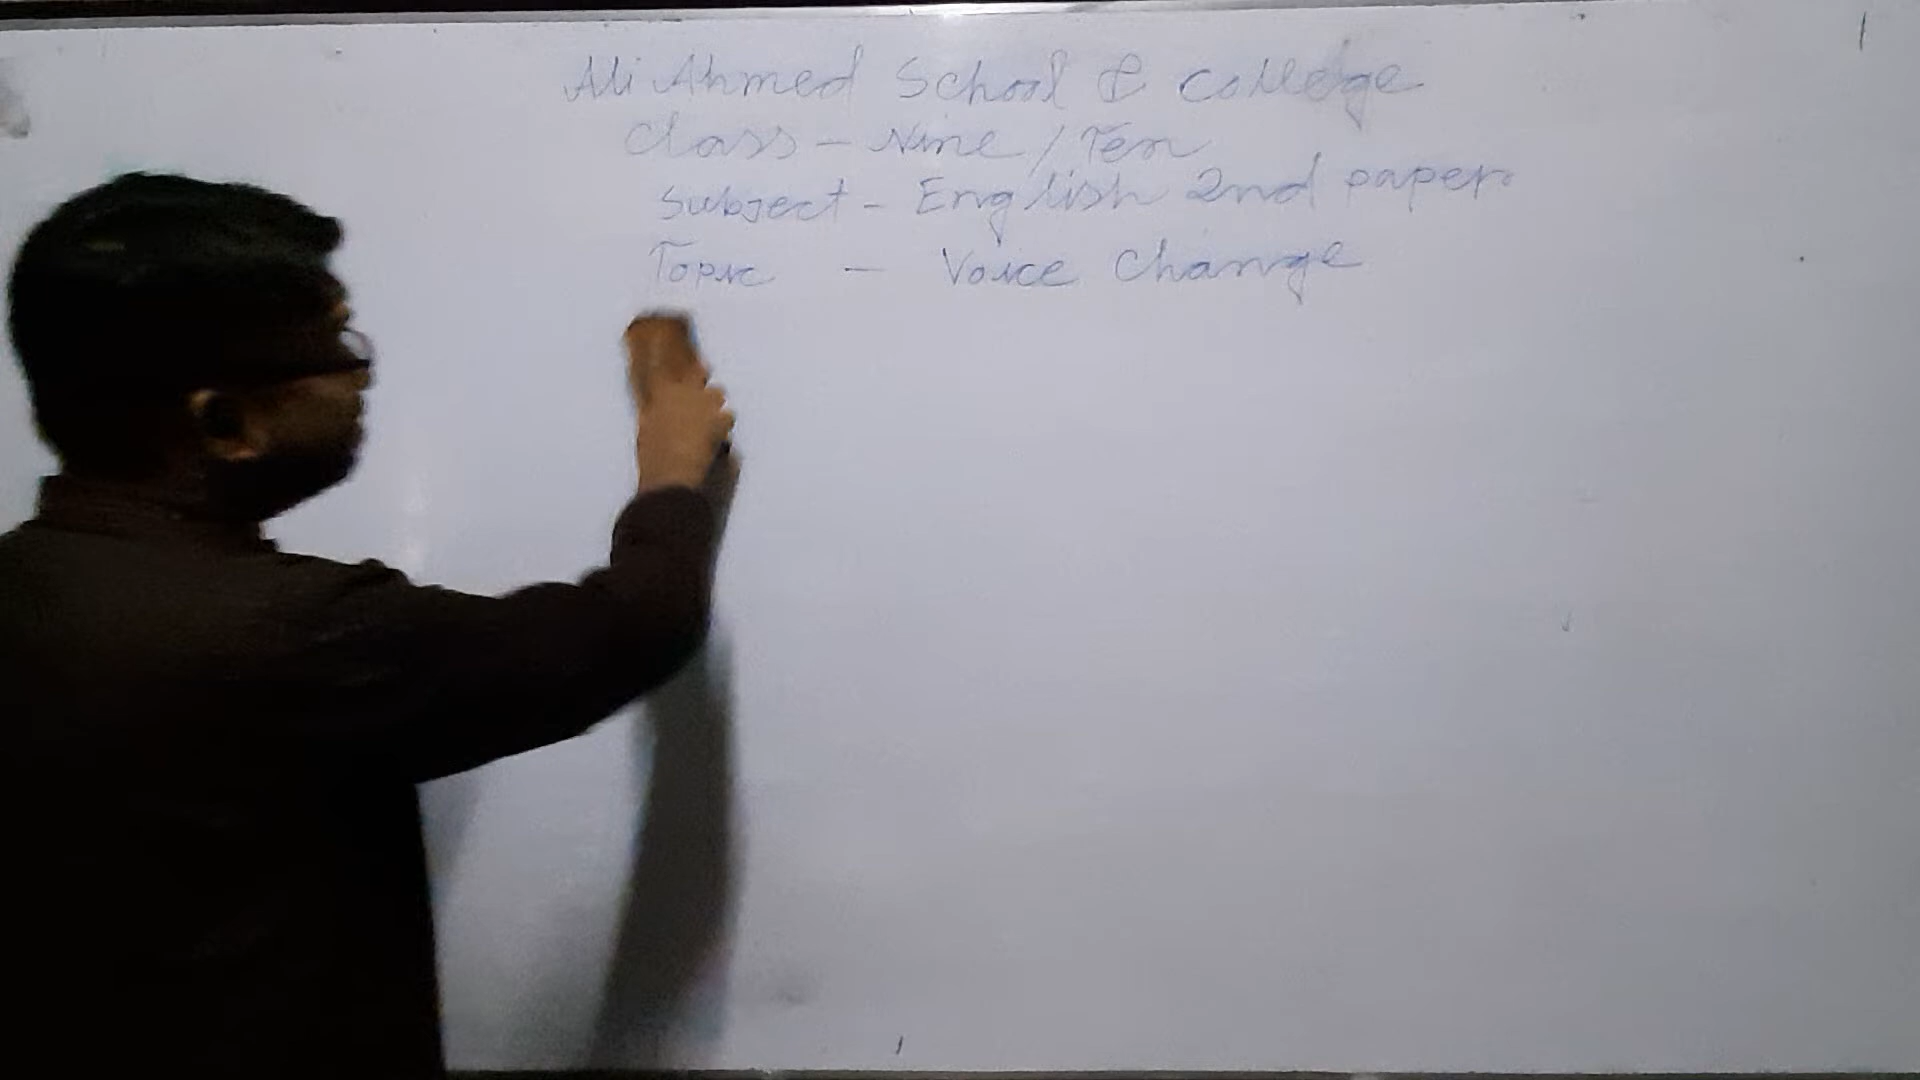 Ali Ahmed School & College
Class - Nine / Ten
Subject - English 2nd paper.
Topic - Voice Change